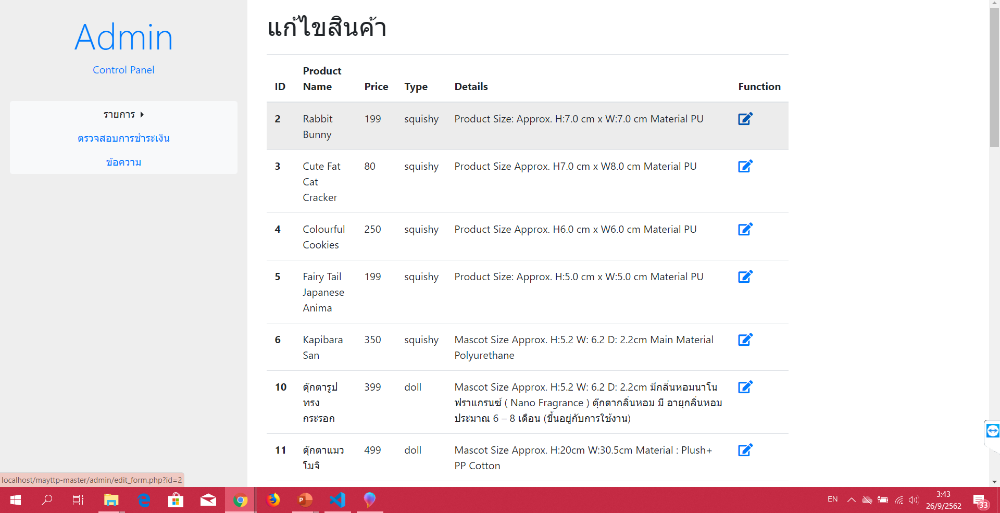 Admin
Control Panel
รายการ
ตรวจสอบการชำระเงิน
ข้อความ
แก้ไขสินค้า
ID Product Name Price Type Details Function
2 Rabbit Bunny 199 squishy Product Size: Approx. H:7.0 cm x W:7.0 cm Material PU
3 Cute Fat Cat Cracker 80 squishy Product Size Approx. H7.0 cm x W8.0 cm Material PU
4 Colourful Cookies 250 squishy Product Size Approx. H6.0 cm x W6.0 cm Material PU
5 Fairy Tail Japanese Anima 199 squishy Product Size: Approx. H:5.0 cm x W:5.0 cm Material PU
6 Kapibara San 350 squishy Mascot Size Approx. H:5.2 W: 6.2 D: 2.2cm Main Material
Polyurethane
10 ตุ๊กตารูปทรงกระรอก 399 doll Mascot Size Approx. H:5.2 W: 6.2 D: 2.2cm มีกลิ่นหอมนาโน
ฟราแกรนซ์ ( Nano Fragrance ) ตุ๊กตากลิ่นหอม มี อายุกลิ่นหอม
ประมาณ 6 – 8 เดือน (ขึ้นอยู่กับการใช้งาน)
11 ตุ๊กตาแมวโมจิ 499 doll Mascot Size Approx. H:20cm W:30.5cm Material : Plush+
PP Cotton
localhost/mayttp-master/admin/edit_form.php?id=2
EN
3:43
26/9/2562
33